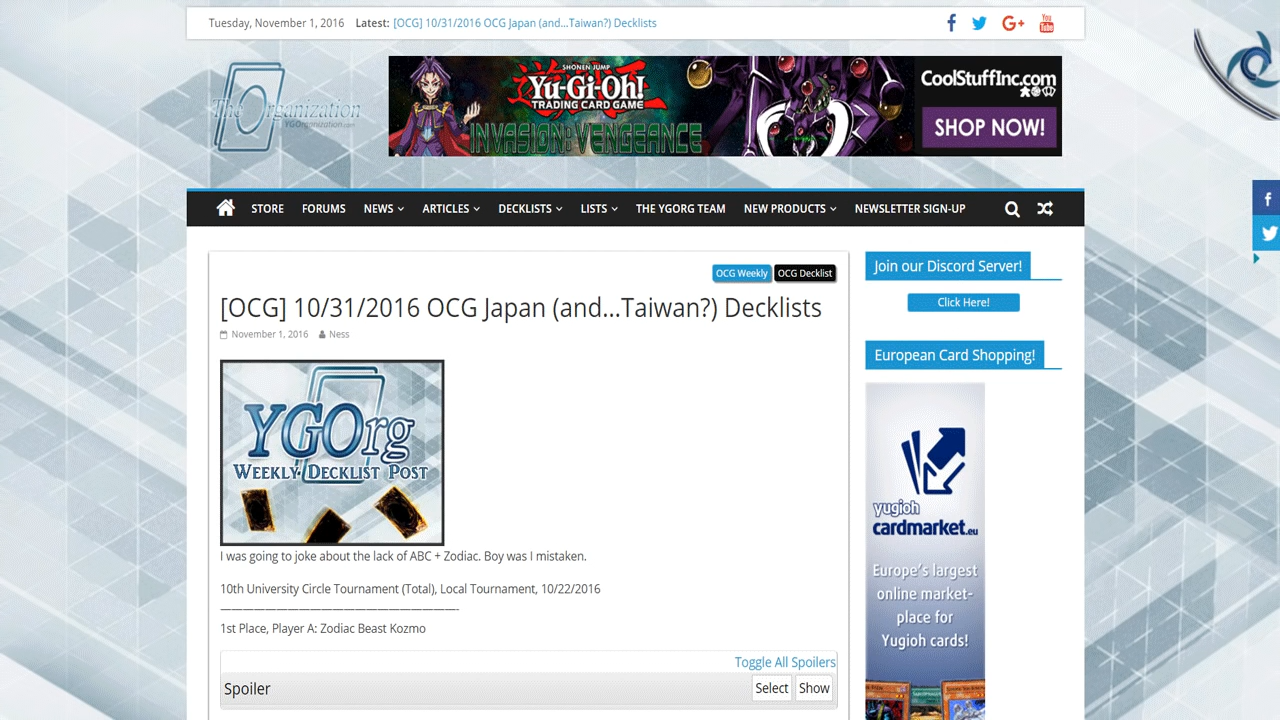 Tuesday, November 1, 2016 Latest: [OCG] 10/31/2016 OCG Japan (and...Taiwan?) Decklists
G+
You Tube
The Organization
YGOrganization.com
SHONEN JUMP
Yu-Gi-Oh!
TRADING CARD GAME
INVASION: VENGEANCE
CoolStuffInc.com
SHOP NOW!
STORE FORUMS NEWS ARTICLES DECKLISTS LISTS THE YGORG TEAM NEW PRODUCTS NEWSLETTER SIGN-UP
OCG Weekly OCG Decklist
[OCG] 10/31/2016 OCG Japan (and...Taiwan?) Decklists
November 1, 2016 Ness
YGOrg
WEEKLY DECKLIST POST
I was going to joke about the lack of ABC + Zodiac. Boy was I mistaken.
10th University Circle Tournament (Total), Local Tournament, 10/22/2016
———————————————————————-
1st Place, Player A: Zodiac Beast Kozmo
Toggle All Spoilers
Spoiler Select Show
Join our Discord Server!
Click Here!
European Card Shopping!
yugioh
cardmarket.eu
Europe's largest
online market-
place for
Yugioh cards!